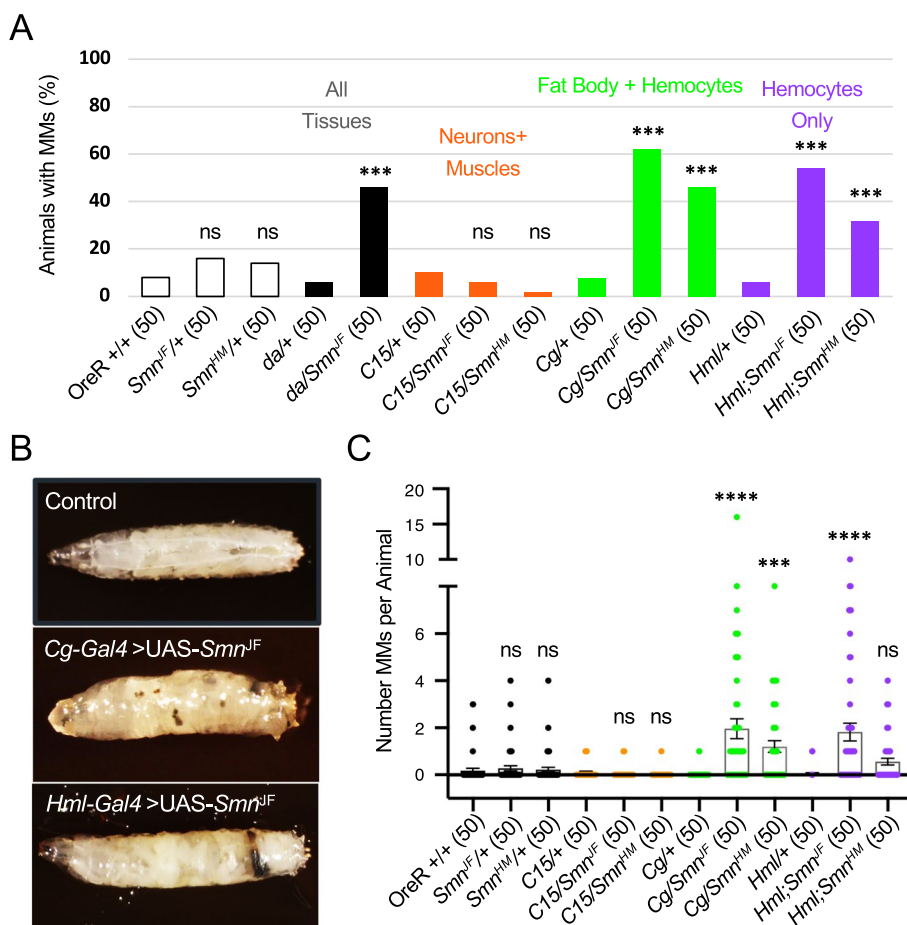 A
Animals with MMs (%)
100
80
60
40
20
0
All
Tissues
Neurons+
Muscles
Fat Body + Hemocytes
Hemocytes
Only
ns
ns
***
ns
ns
***
***
***
***
OreR +/+ (50)
Smn^JF/+ (50)
Smn^HM/+ (50)
da/+ (50)
da/Smn^JF (50)
C15/+ (50)
C15/Smn^JF (50)
C15/Smn^HM (50)
Cg/+ (50)
Cg/Smn^JF (50)
Cg/Smn^HM (50)
Hml/+ (50)
Hml;Smn^JF (50)
Hml;Smn^HM (50)
B
Control
Cg-Gal4 >UAS-Smn^JF
Hml-Gal4 >UAS-Smn^JF
C
Number MMs per Animal
20
15
10
6
4
2
0
ns
ns
ns
ns
****
***
****
ns
OreR +/+ (50)
Smn^JF/+ (50)
Smn^HM/+ (50)
C15/+ (50)
C15/Smn^JF (50)
C15/Smn^HM (50)
Cg/+ (50)
Cg/Smn^JF (50)
Cg/Smn^HM (50)
Hml/+ (50)
Hml;Smn^JF (50)
Hml;Smn^HM (50)